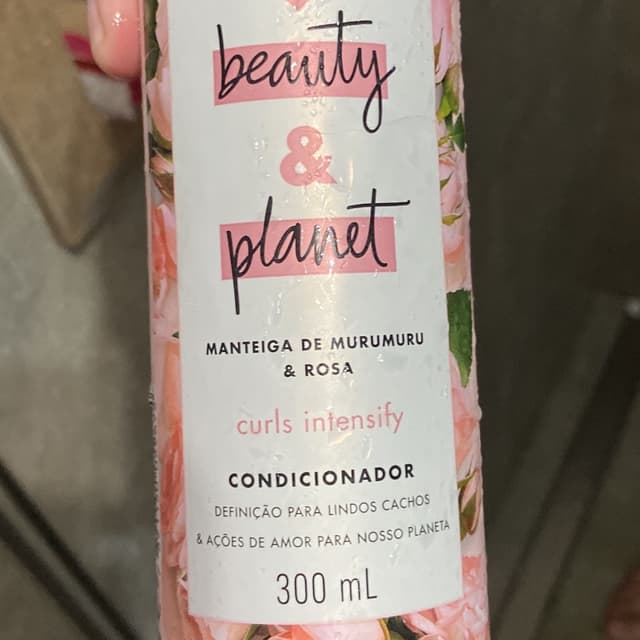 beauty
&
planet
MANTEIGA DE MURUMURU
& ROSA
curls intensify
CONDICIONADOR
DEFINIÇÃO PARA LINDOS CACHOS
& AÇÕES DE AMOR PARA NOSSO PLANETA
300 mL